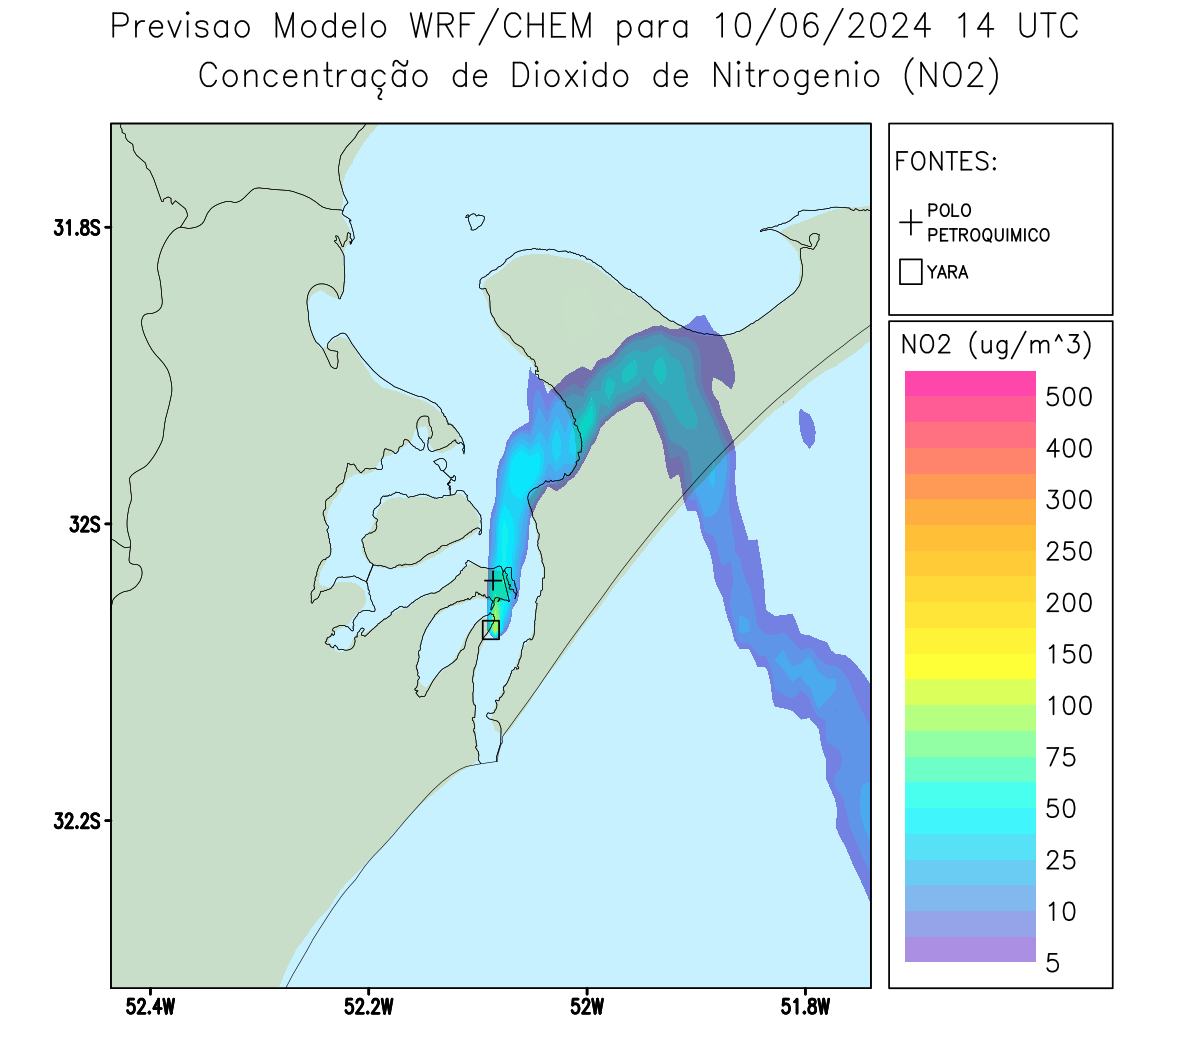 Previsao Modelo WRF/CHEM para 10/06/2024 14 UTC
Concentração de Dioxido de Nitrogenio (NO2)
FONTES:
POLO
PETROQUIMICO
YARA
31.8S
32S
32.2S
52.4W
52.2W
52W
51.8W
NO2 (ug/m^3)
500
400
300
250
200
150
100
75
50
25
10
5